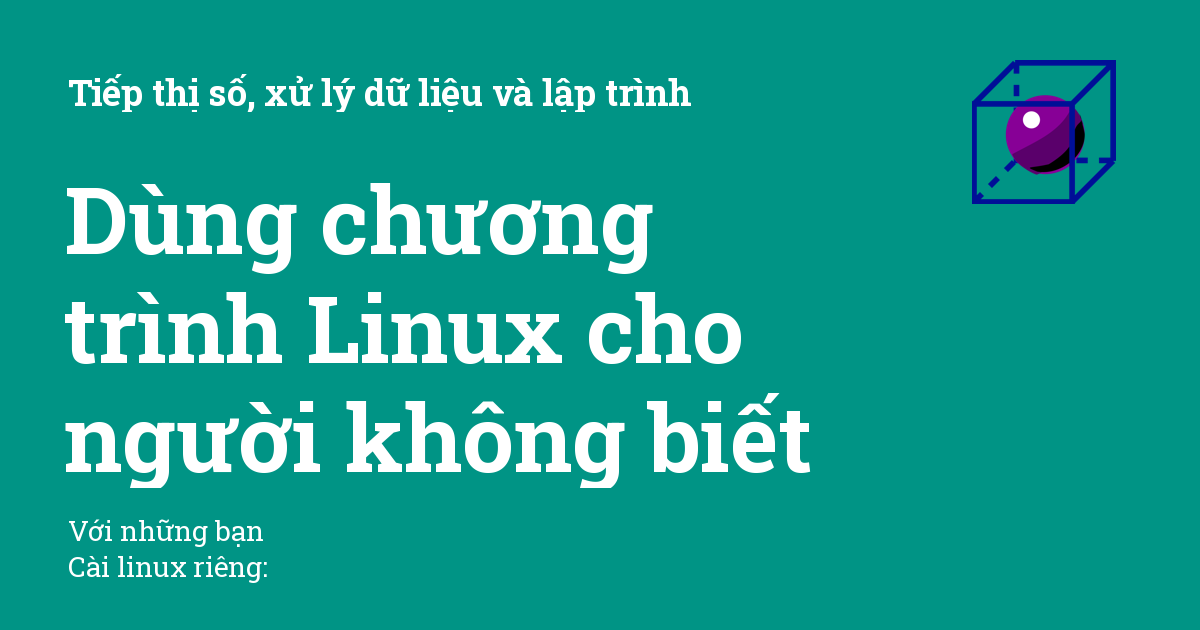 Tiếp thị số, xử lý dữ liệu và lập trình
Dùng chương
trình Linux cho
người không biết
Với những bạn
Cài linux riêng: